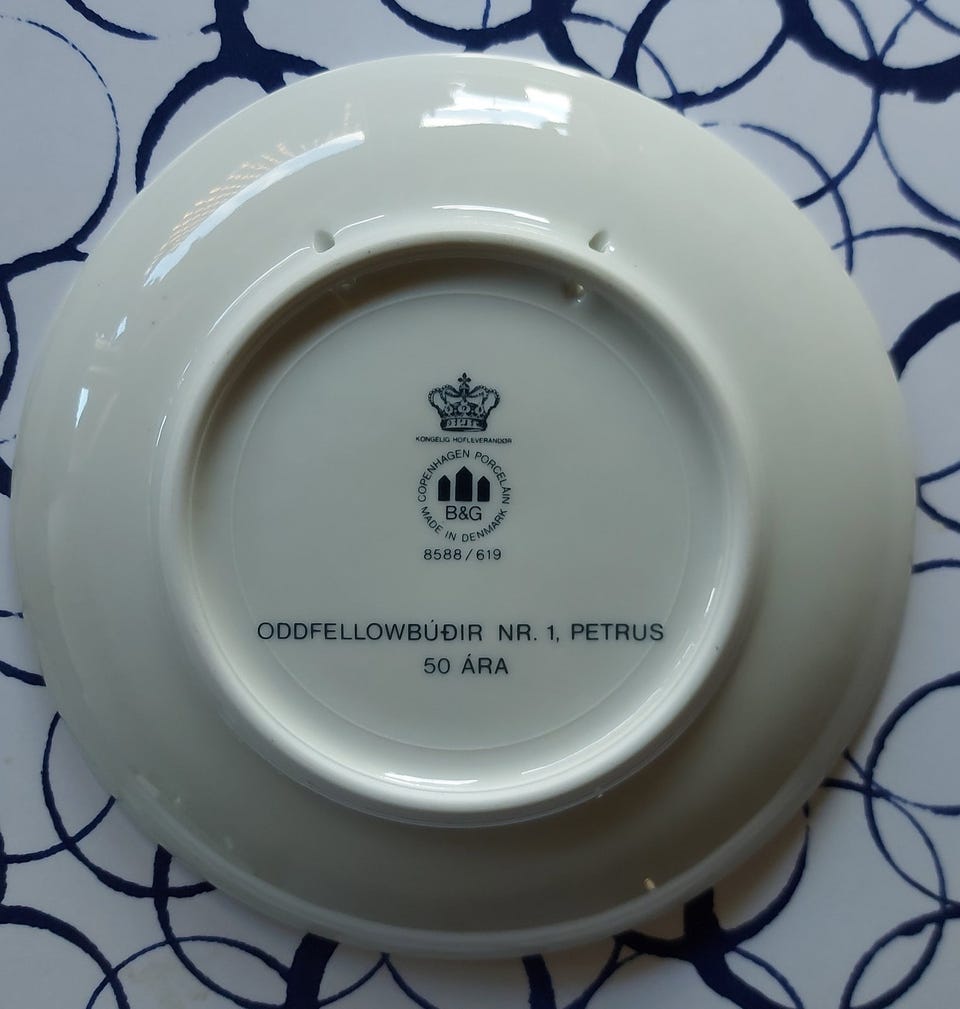 KONGELIG HOFLEVERANDØR
COPENHAGEN PORCELAIN
B&G
MADE IN DENMARK
8588/619
ODDFELLOWBÚÐIR NR. 1, PETRUS
50 ÁRA